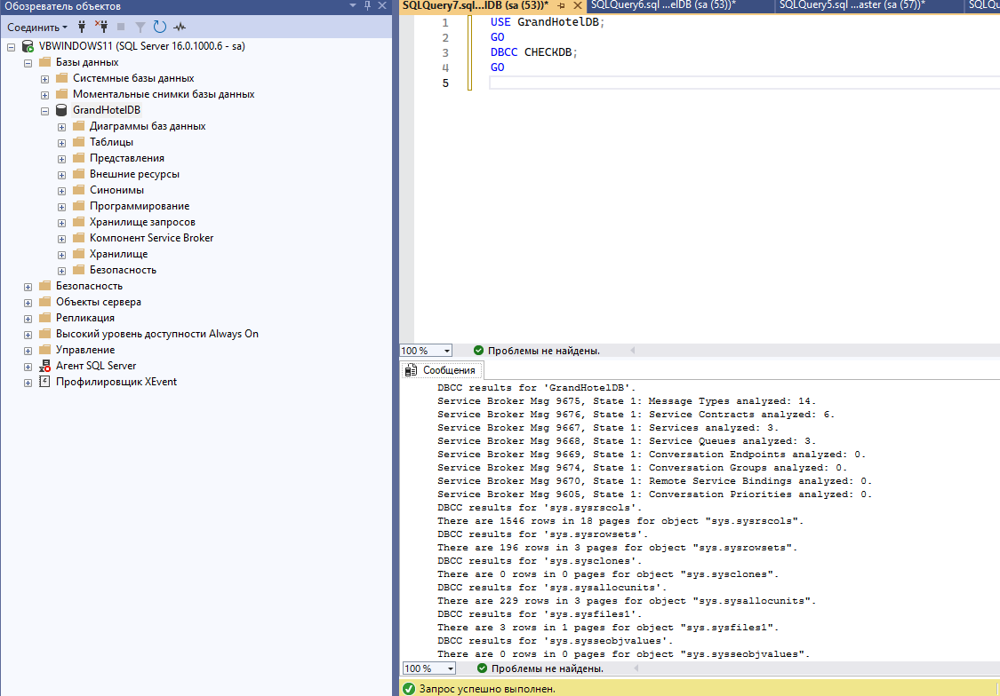 Обозреватель объектов
Соединить
VBWINDOWS11 (SQL Server 16.0.1000.6 - sa)
Базы данных
Системные базы данных
Моментальные снимки базы данных
GrandHotelDB
Диаграммы баз данных
Таблицы
Представления
Внешние ресурсы
Синонимы
Программирование
Хранилище запросов
Компонент Service Broker
Хранилище
Безопасность
Безопасность
Объекты сервера
Репликация
Высокий уровень доступности Always On
Управление
Агент SQL Server
Профилировщик XEvent
SQLQuery7.sql...lDB (sa (53))*
SQLQuery6.sql ...elDB (sa (53))*
SQLQuery5.sql ...aster (sa (57))*
SQLQu
1 USE GrandHotelDB;
2 GO
3 DBCC CHECKDB;
4 GO
5
100 %
Проблемы не найдены.
Сообщения
DBCC results for 'GrandHotelDB'.
Service Broker Msg 9675, State 1: Message Types analyzed: 14.
Service Broker Msg 9676, State 1: Service Contracts analyzed: 6.
Service Broker Msg 9667, State 1: Services analyzed: 3.
Service Broker Msg 9668, State 1: Service Queues analyzed: 3.
Service Broker Msg 9669, State 1: Conversation Endpoints analyzed: 0.
Service Broker Msg 9674, State 1: Conversation Groups analyzed: 0.
Service Broker Msg 9670, State 1: Remote Service Bindings analyzed: 0.
Service Broker Msg 9605, State 1: Conversation Priorities analyzed: 0.
DBCC results for 'sys.sysrscols'.
There are 1546 rows in 18 pages for object "sys.sysrscols".
DBCC results for 'sys.sysrowsets'.
There are 196 rows in 3 pages for object "sys.sysrowsets".
DBCC results for 'sys.sysclones'.
There are 0 rows in 0 pages for object "sys.sysclones".
DBCC results for 'sys.sysallocunits'.
There are 229 rows in 3 pages for object "sys.sysallocunits".
DBCC results for 'sys.sysfiles1'.
There are 3 rows in 1 pages for object "sys.sysfiles1".
DBCC results for 'sys.sysseobjvalues'.
There are 0 rows in 0 pages for object "sys.sysseobjvalues".
100 %
Проблемы не найдены.
Запрос успешно выполнен.